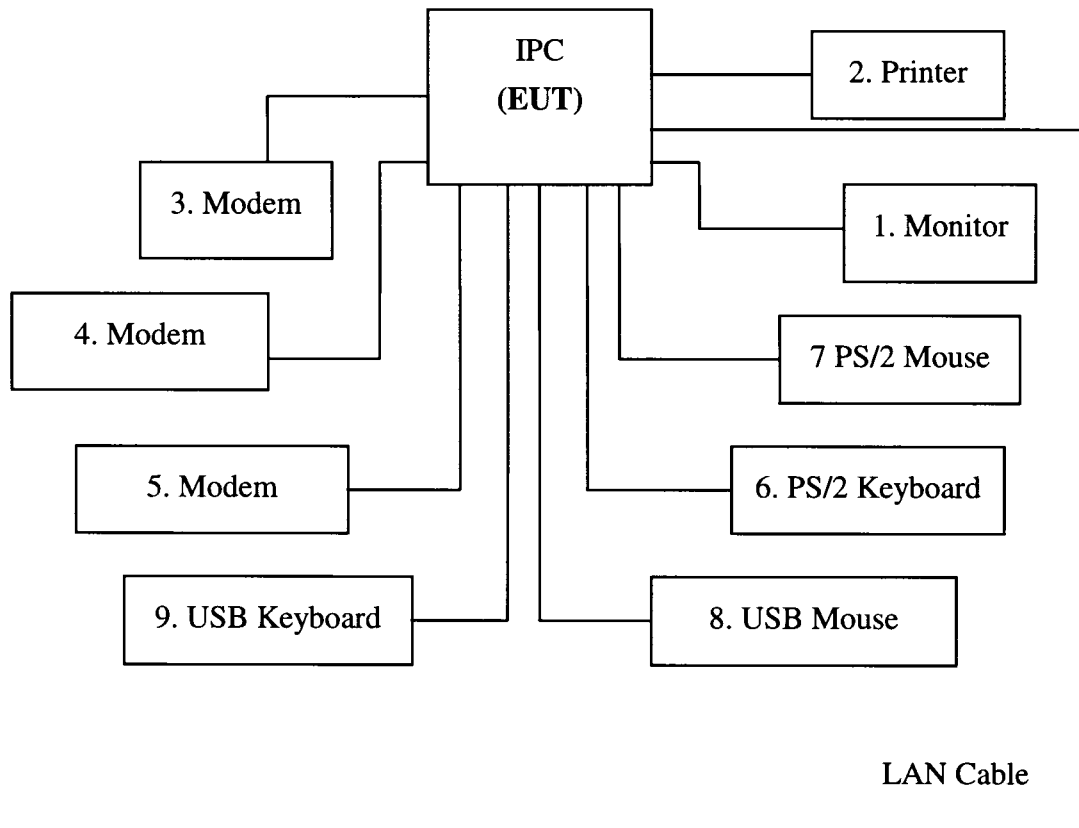 IPC
(EUT)
2. Printer
3. Modem
1. Monitor
4. Modem
7 PS/2 Mouse
5. Modem
6. PS/2 Keyboard
9. USB Keyboard
8. USB Mouse
LAN Cable